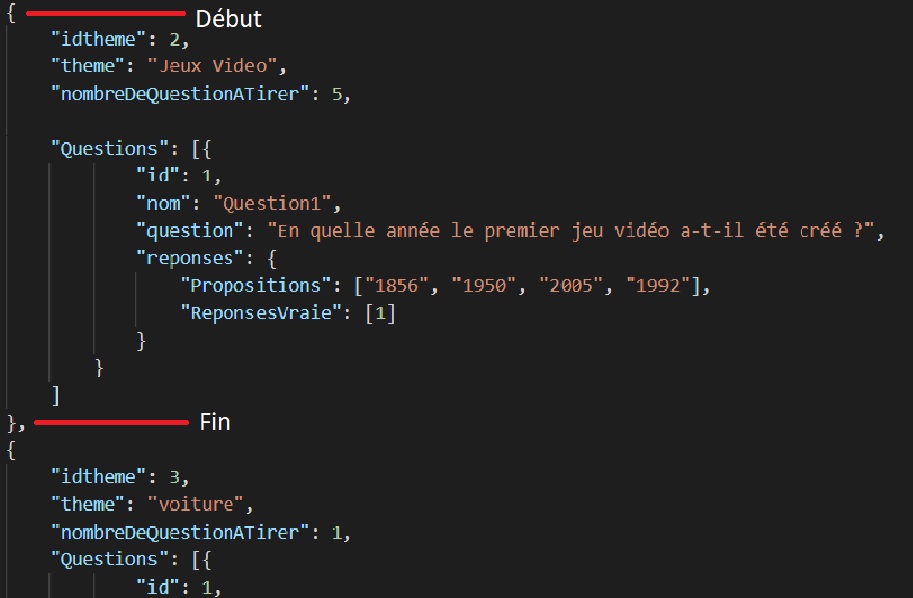 { Début
"idtheme": 2,
"theme": "Jeux Video",
"nombreDeQuestionATirer": 5,
"Questions": [{
"id": 1,
"nom": "Question1",
"question": "En quelle année le premier jeu vidéo a-t-il été créé ?",
"reponses": {
"Propositions": ["1856", "1950", "2005", "1992"],
"ReponsesVraie": [1]
}
}
]
}, Fin
{
"idtheme": 3,
"theme": "voiture",
"nombreDeQuestionATirer": 1,
"Questions": [{
"id": 1,